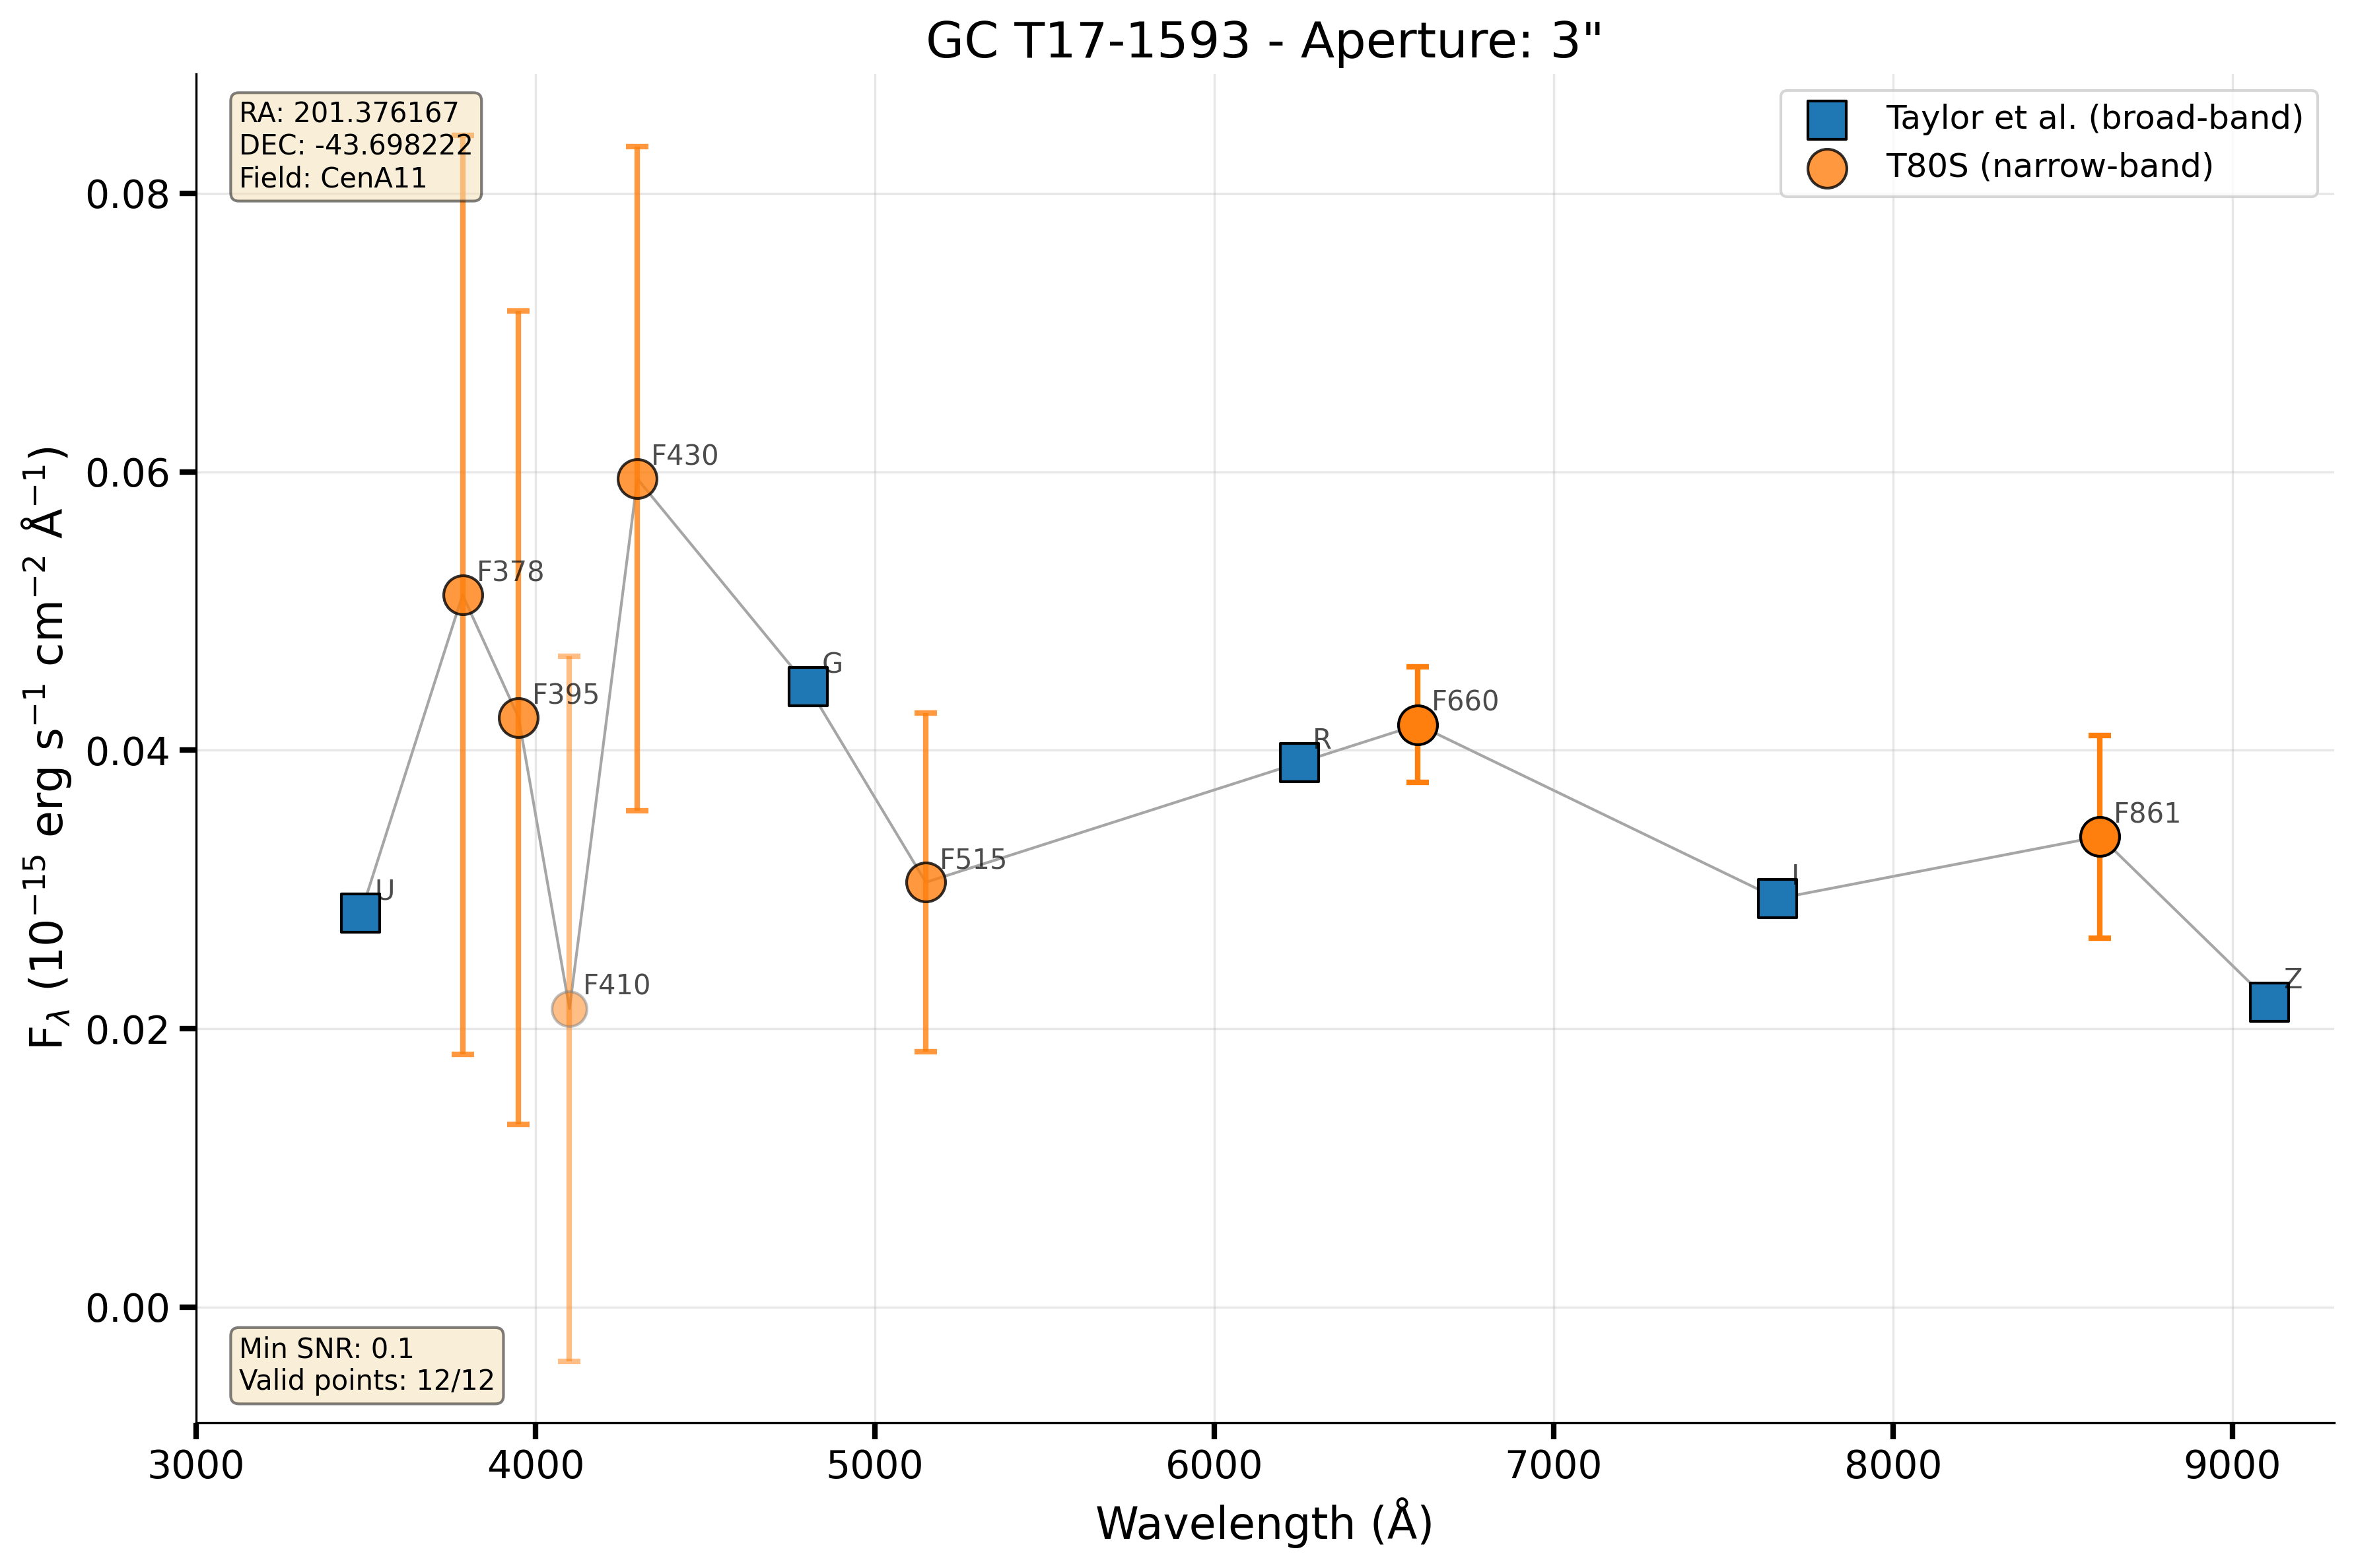 GC T17-1593 - Aperture: 3"
RA: 201.376167
DEC: -43.698222
Field: CenA11
Taylor et al. (broad-band)
T80S (narrow-band)
F_λ (10⁻¹⁵ erg s⁻¹ cm⁻² Å⁻¹)
0.08
0.06
0.04
0.02
0.00
U
F378
F395
F410
F430
G
F515
R
F660
I
F861
Z
Min SNR: 0.1
Valid points: 12/12
3000 4000 5000 6000 7000 8000 9000
Wavelength (Å)